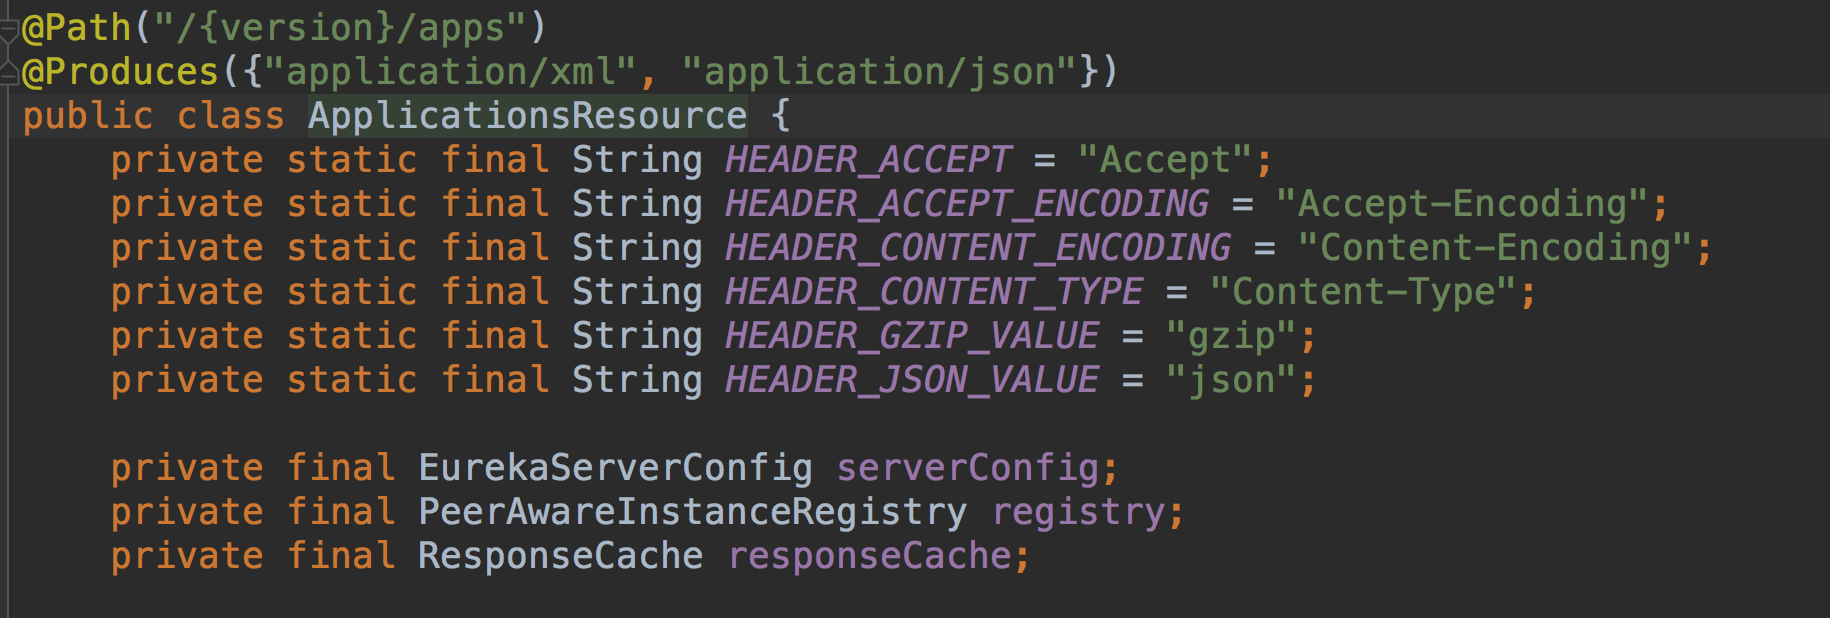 @Path("/{version}/apps")
@Produces({"application/xml", "application/json"})
public class ApplicationsResource {
    private static final String HEADER_ACCEPT = "Accept";
    private static final String HEADER_ACCEPT_ENCODING = "Accept-Encoding";
    private static final String HEADER_CONTENT_ENCODING = "Content-Encoding";
    private static final String HEADER_CONTENT_TYPE = "Content-Type";
    private static final String HEADER_GZIP_VALUE = "gzip";
    private static final String HEADER_JSON_VALUE = "json";

    private final EurekaServerConfig serverConfig;
    private final PeerAwareInstanceRegistry registry;
    private final ResponseCache responseCache;